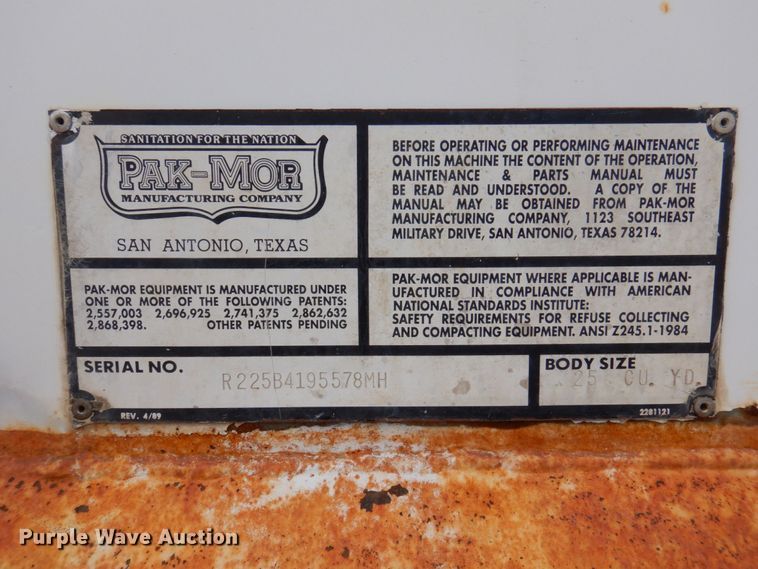 SANITATION FOR THE NATION
PAK-MOR
MANUFACTURING COMPANY
SAN ANTONIO, TEXAS
BEFORE OPERATING OR PERFORMING MAINTENANCE
ON THIS MACHINE THE CONTENT OF THE OPERATION,
MAINTENANCE & PARTS MANUAL MUST
BE READ AND UNDERSTOOD. A COPY OF THE
MANUAL MAY BE OBTAINED FROM PAK-MOR
MANUFACTURING COMPANY, 1123 SOUTHEAST
MILITARY DRIVE, SAN ANTONIO, TEXAS 78214.
PAK-MOR EQUIPMENT IS MANUFACTURED UNDER
ONE OR MORE OF THE FOLLOWING PATENTS:
2,557,003 2,696,925 2,741,375 2,862,632
2,868,398. OTHER PATENTS PENDING
PAK-MOR EQUIPMENT WHERE APPLICABLE IS MAN-
UFACTURED IN COMPLIANCE WITH AMERICAN
NATIONAL STANDARDS INSTITUTE:
SAFETY REQUIREMENTS FOR REFUSE COLLECTING
AND COMPACTING EQUIPMENT. ANSI Z245.1-1984
SERIAL NO.
R225B4195578MH
BODY SIZE
25 CU. YD.
REV. 4/89
2281121
Purple Wave Auction